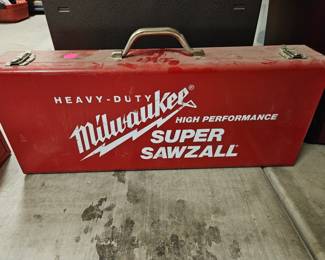 HEAVY-DUTY
Milwaukee®
HIGH PERFORMANCE
SUPER
SAWZALL